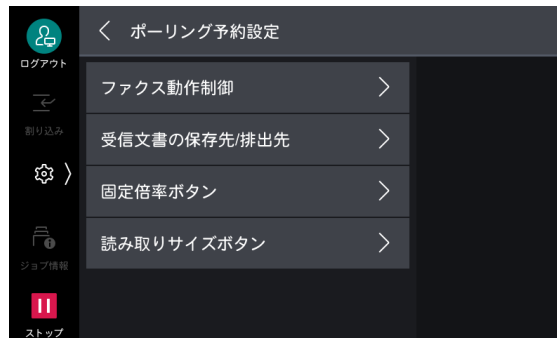 ポーリング予約設定
ログアウト
ファクス動作制御
割り込み
受信文書の保存先/排出先
固定倍率ボタン
読み取りサイズボタン
ジョブ情報
ストップ